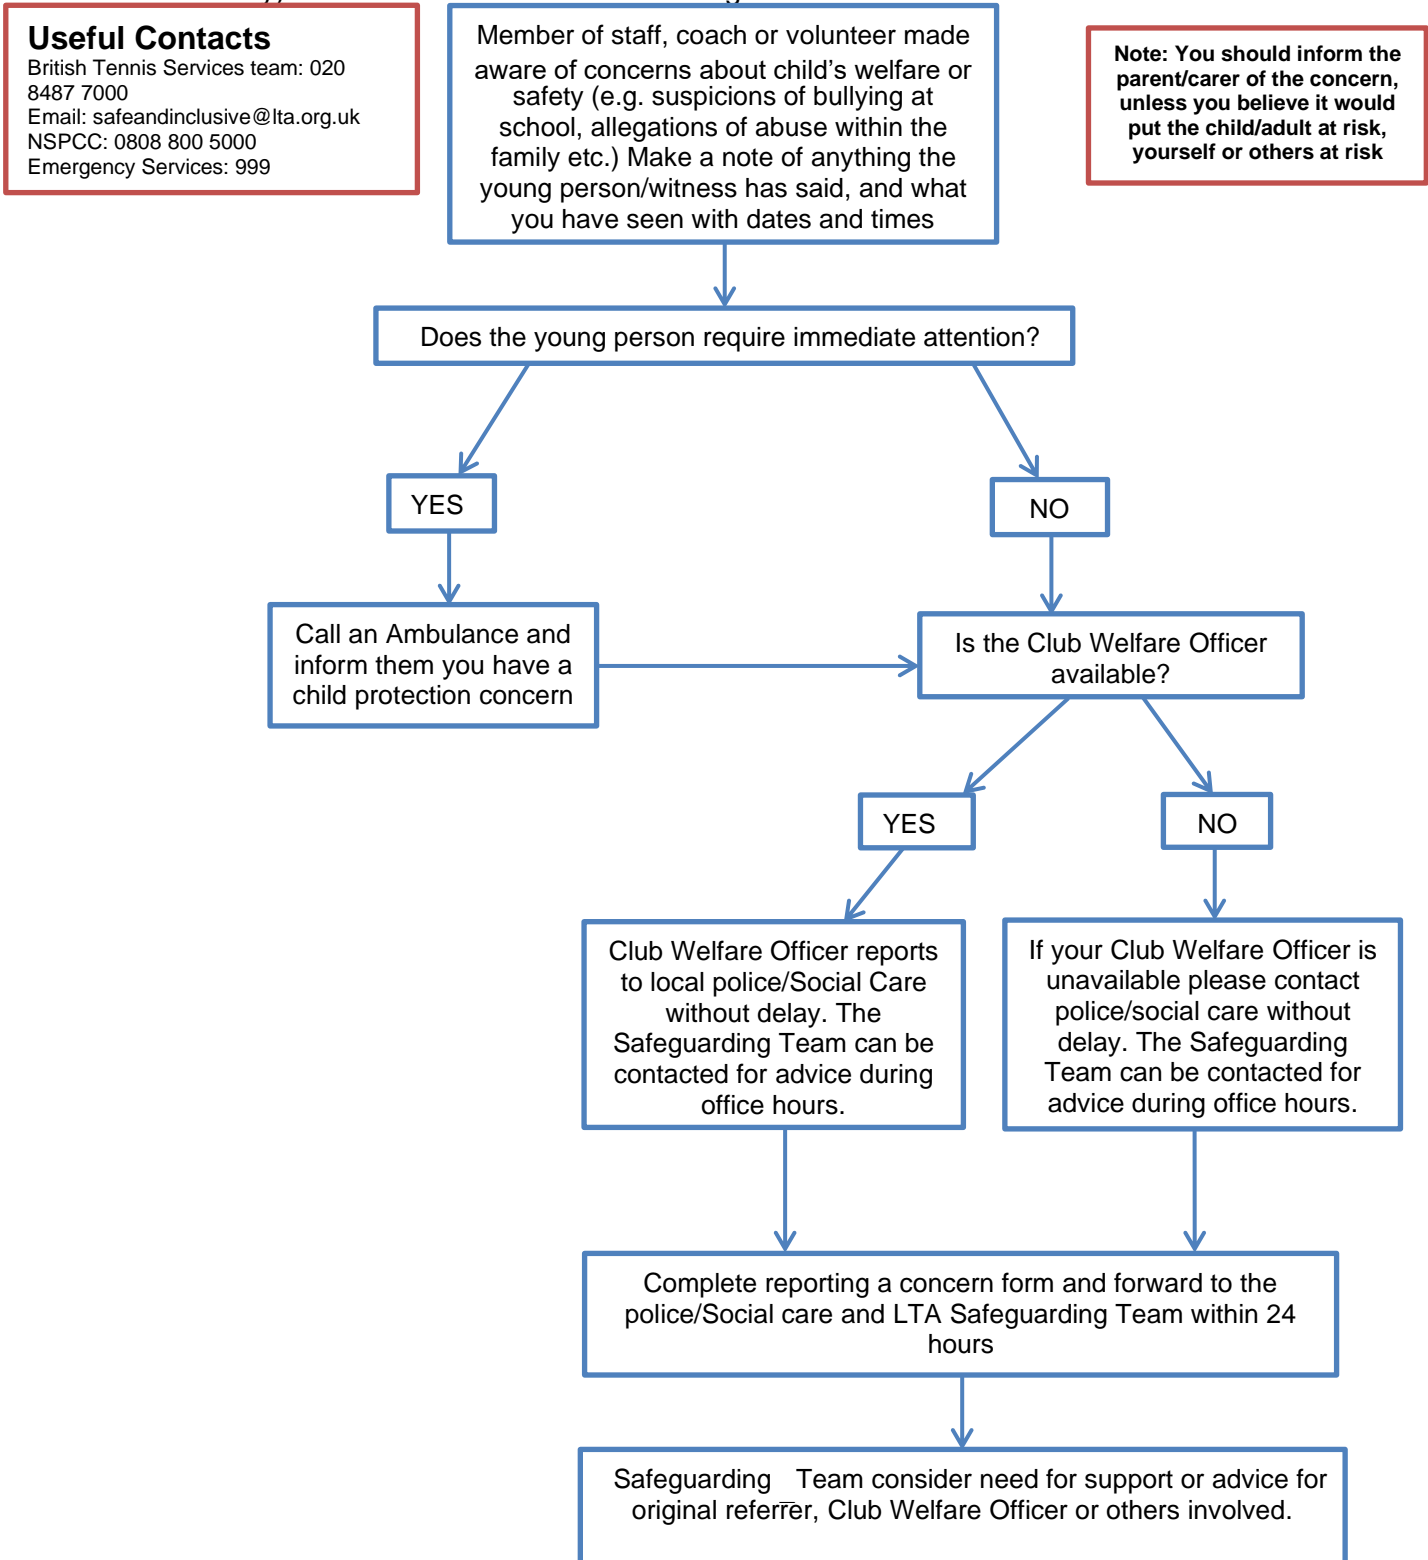 Useful Contacts
British Tennis Services team: 020
8487 7000
Email: safeandinclusive@lta.org.uk
NSPCC: 0808 800 5000
Emergency Services: 999
Member of staff, coach or volunteer made
aware of concerns about child's welfare or
safety (e.g. suspicions of bullying at
school, allegations of abuse within the
family etc.) Make a note of anything the
young person/witness has said, and what
you have seen with dates and times
Note: You should inform the
parent/carer of the concern,
unless you believe it would
put the child/adult at risk,
yourself or others at risk
Does the young person require immediate attention?
YES
NO
Call an Ambulance and
inform them you have a
child protection concern
Is the Club Welfare Officer
available?
YES
NO
Club Welfare Officer reports
to local police/Social Care
without delay. The
Safeguarding Team can be
contacted for advice during
office hours.
If your Club Welfare Officer is
unavailable please contact
police/social care without
delay. The Safeguarding
Team can be contacted for
advice during office hours.
Complete reporting a concern form and forward to the
police/Social care and LTA Safeguarding Team within 24
hours
Safeguarding Team consider need for support or advice for
original referrer, Club Welfare Officer or others involved.